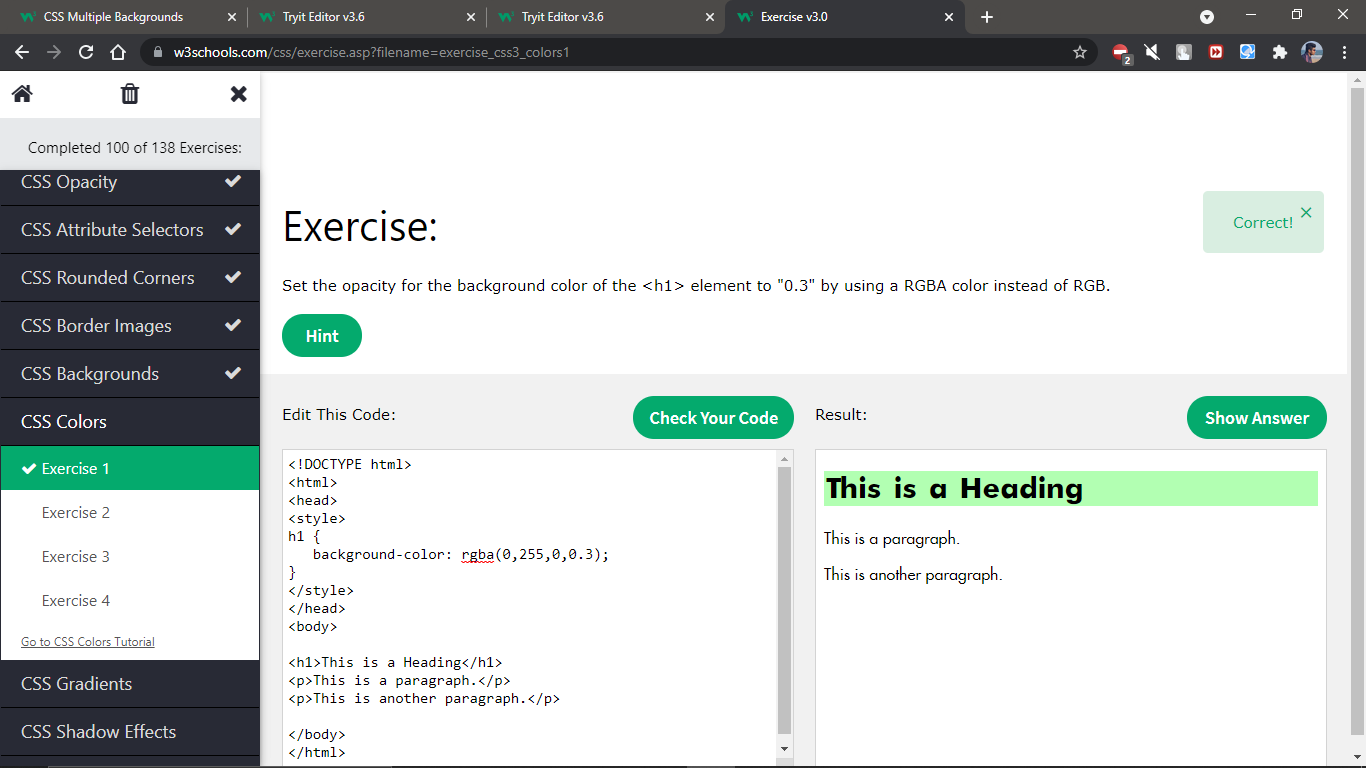 CSS Multiple Backgrounds
Tryit Editor v3.6
Tryit Editor v3.6
Exercise v3.0
w3schools.com/css/exercise.asp?filename=exercise_css3_colors1
2
Completed 100 of 138 Exercises:
CSS Opacity
CSS Attribute Selectors
CSS Rounded Corners
CSS Border Images
CSS Backgrounds
CSS Colors
Exercise 1
Exercise 2
Exercise 3
Exercise 4
Go to CSS Colors Tutorial
CSS Gradients
CSS Shadow Effects
Exercise:
Correct!
Set the opacity for the background color of the <h1> element to "0.3" by using a RGBA color instead of RGB.
Hint
Edit This Code:
Check Your Code
<!DOCTYPE html>
<html>
<head>
<style>
h1 {
   background-color: rgba(0,255,0,0.3);
}
</style>
</head>
<body>
<h1>This is a Heading</h1>
<p>This is a paragraph.</p>
<p>This is another paragraph.</p>
</body>
</html>
Result:
Show Answer
This is a Heading
This is a paragraph.
This is another paragraph.